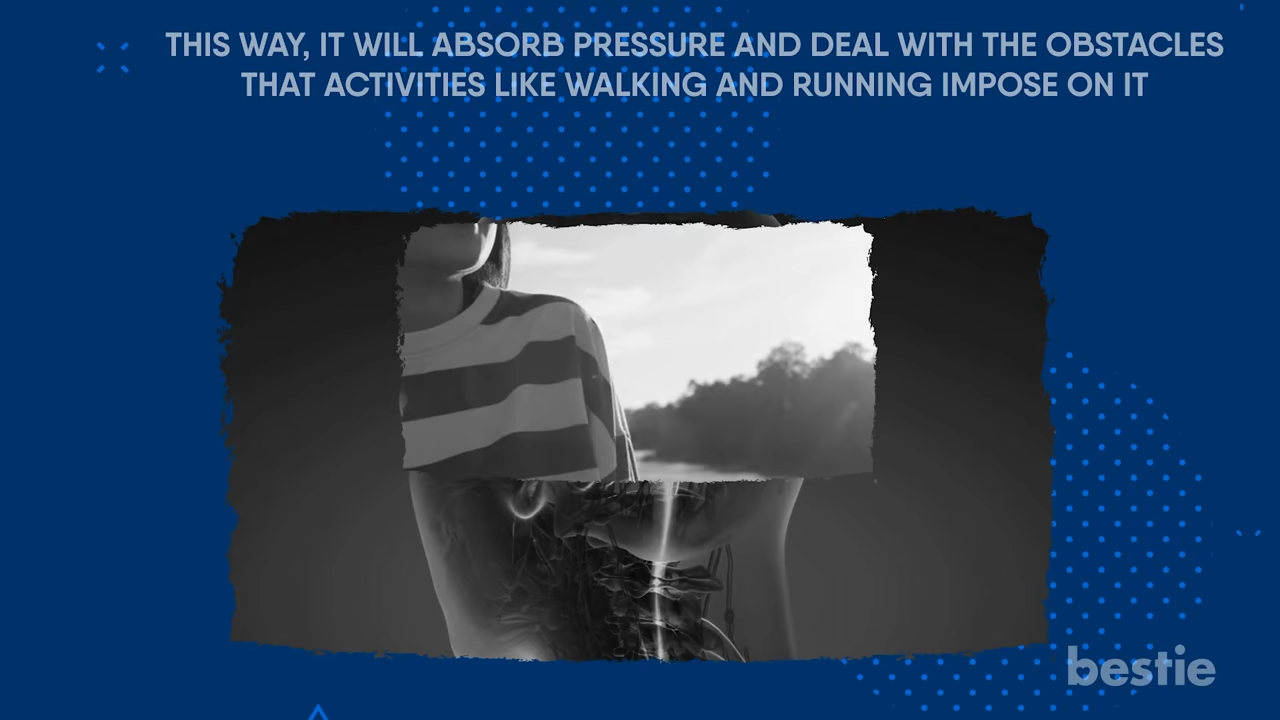 THIS WAY, IT WILL ABSORB PRESSURE AND DEAL WITH THE OBSTACLES
THAT ACTIVITIES LIKE WALKING AND RUNNING IMPOSE ON IT
bestie